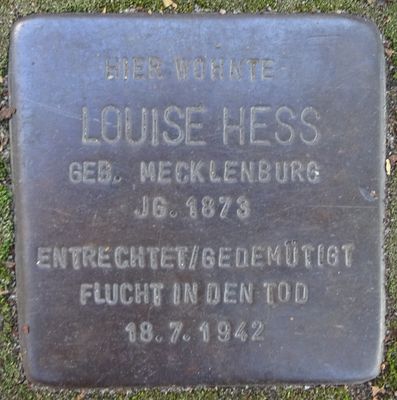 HIER WOHNTE
LOUISE HESS
GEB. MECKLENBURG
JG. 1873
ENTRECHTET/GEDEMÜTIGT
FLUCHT IN DEN TOD
18.7.1942